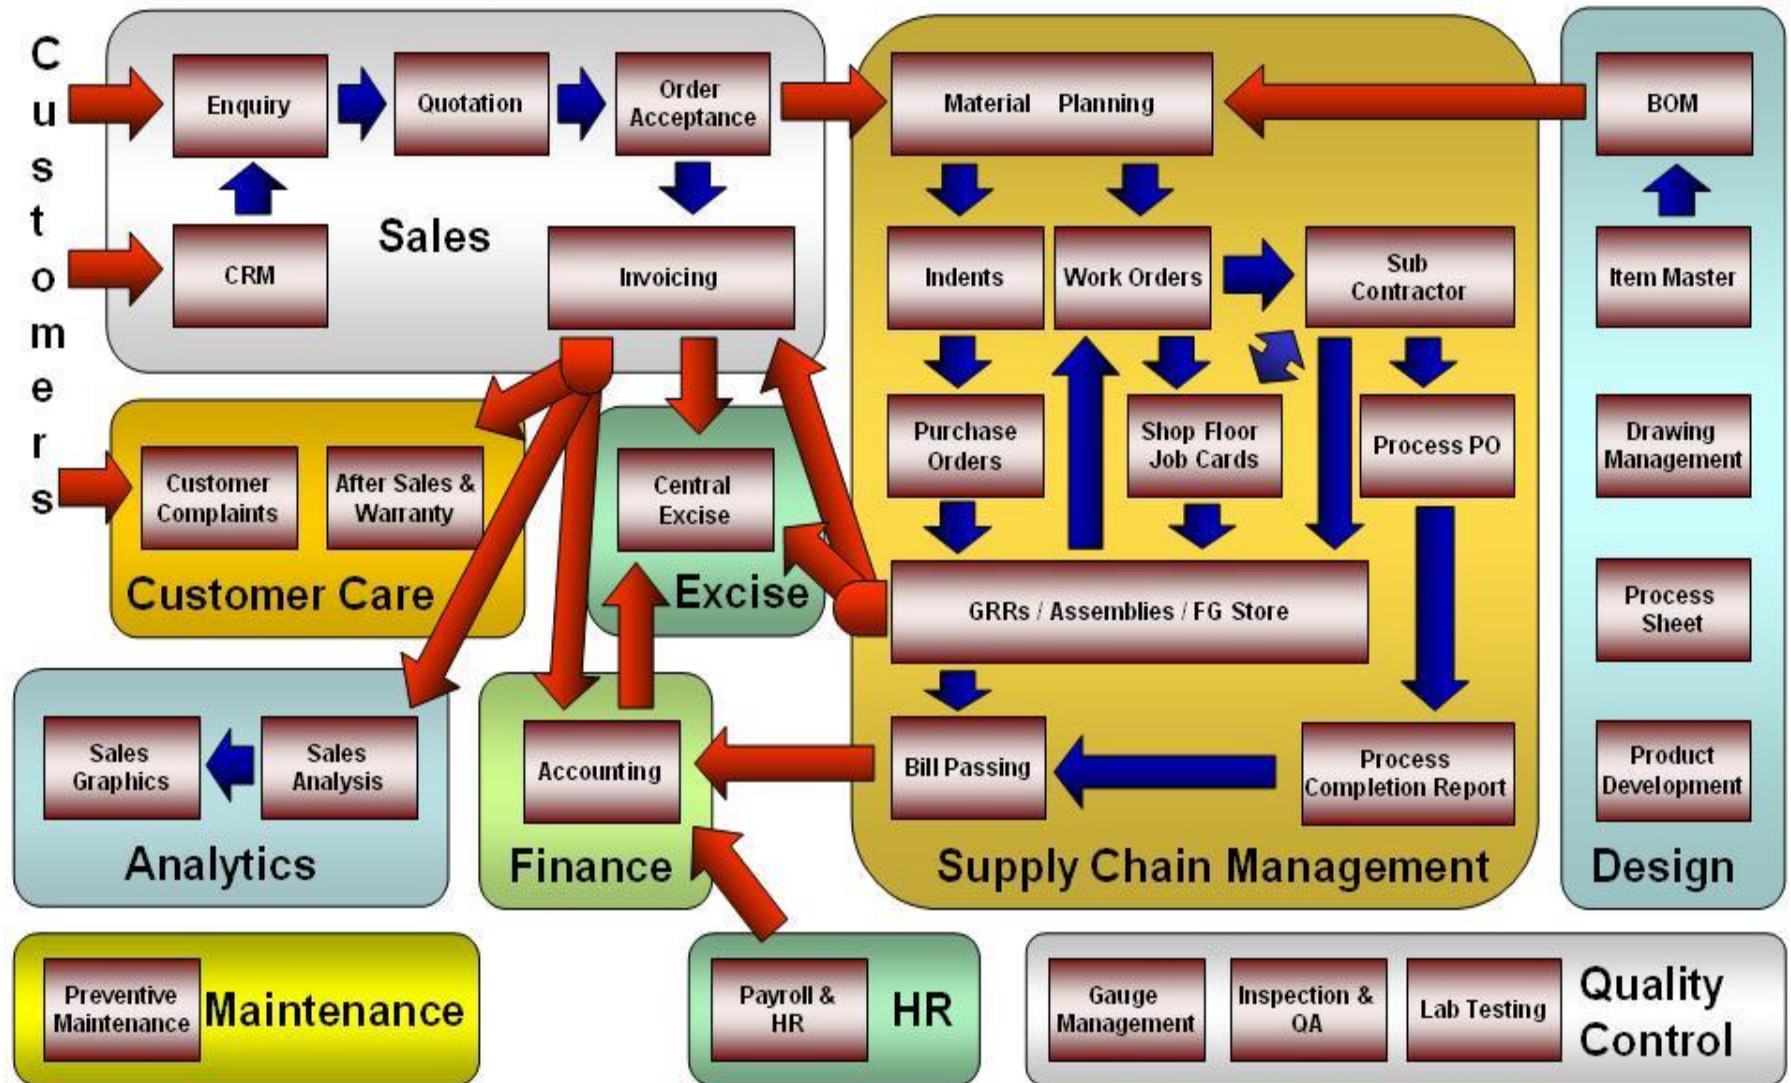 Customers
Enquiry
Quotation
Order
Acceptance
CRM
Sales
Invoicing
Customer
Complaints
After Sales &
Warranty
Customer Care
Central
Excise
Excise
Sales
Graphics
Sales
Analysis
Analytics
Accounting
Finance
Material Planning
Indents
Work Orders
Sub
Contractor
Purchase
Orders
Shop Floor
Job Cards
Process PO
GRRs / Assemblies / FG Store
Bill Passing
Process
Completion Report
Supply Chain Management
BOM
Item Master
Drawing
Management
Process
Sheet
Product
Development
Design
Preventive
Maintenance
Maintenance
Payroll &
HR
HR
Gauge
Management
Inspection &
QA
Lab Testing
Quality
Control